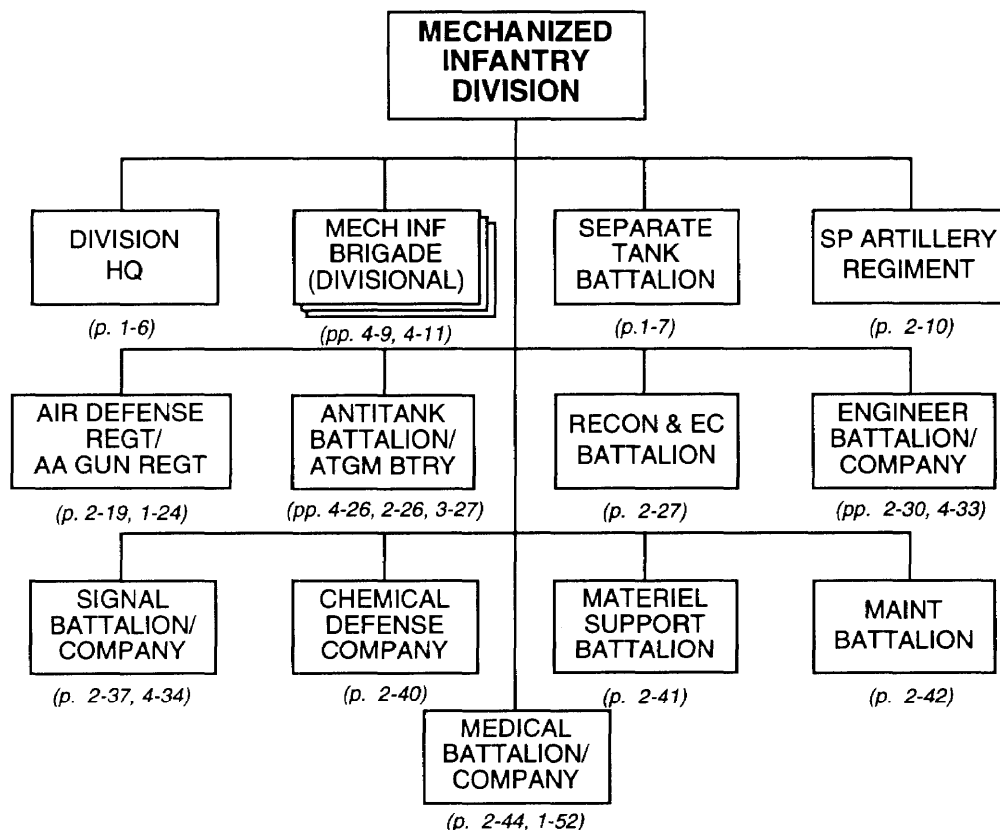 MECHANIZED
INFANTRY
DIVISION
DIVISION
HQ
(p. 1-6)
MECH INF
BRIGADE
(DIVISIONAL)
(pp. 4-9, 4-11)
SEPARATE
TANK
BATTALION
(p.1-7)
SP ARTILLERY
REGIMENT
(p. 2-10)
AIR DEFENSE
REGT/
AA GUN REGT
(p. 2-19, 1-24)
ANTITANK
BATTALION/
ATGM BTRY
(pp. 4-26, 2-26, 3-27)
RECON & EC
BATTALION
(p. 2-27)
ENGINEER
BATTALION/
COMPANY
(pp. 2-30, 4-33)
SIGNAL
BATTALION/
COMPANY
(p. 2-37, 4-34)
CHEMICAL
DEFENSE
COMPANY
(p. 2-40)
MATERIEL
SUPPORT
BATTALION
(p. 2-41)
MAINT
BATTALION
(p. 2-42)
MEDICAL
BATTALION/
COMPANY
(p. 2-44, 1-52)